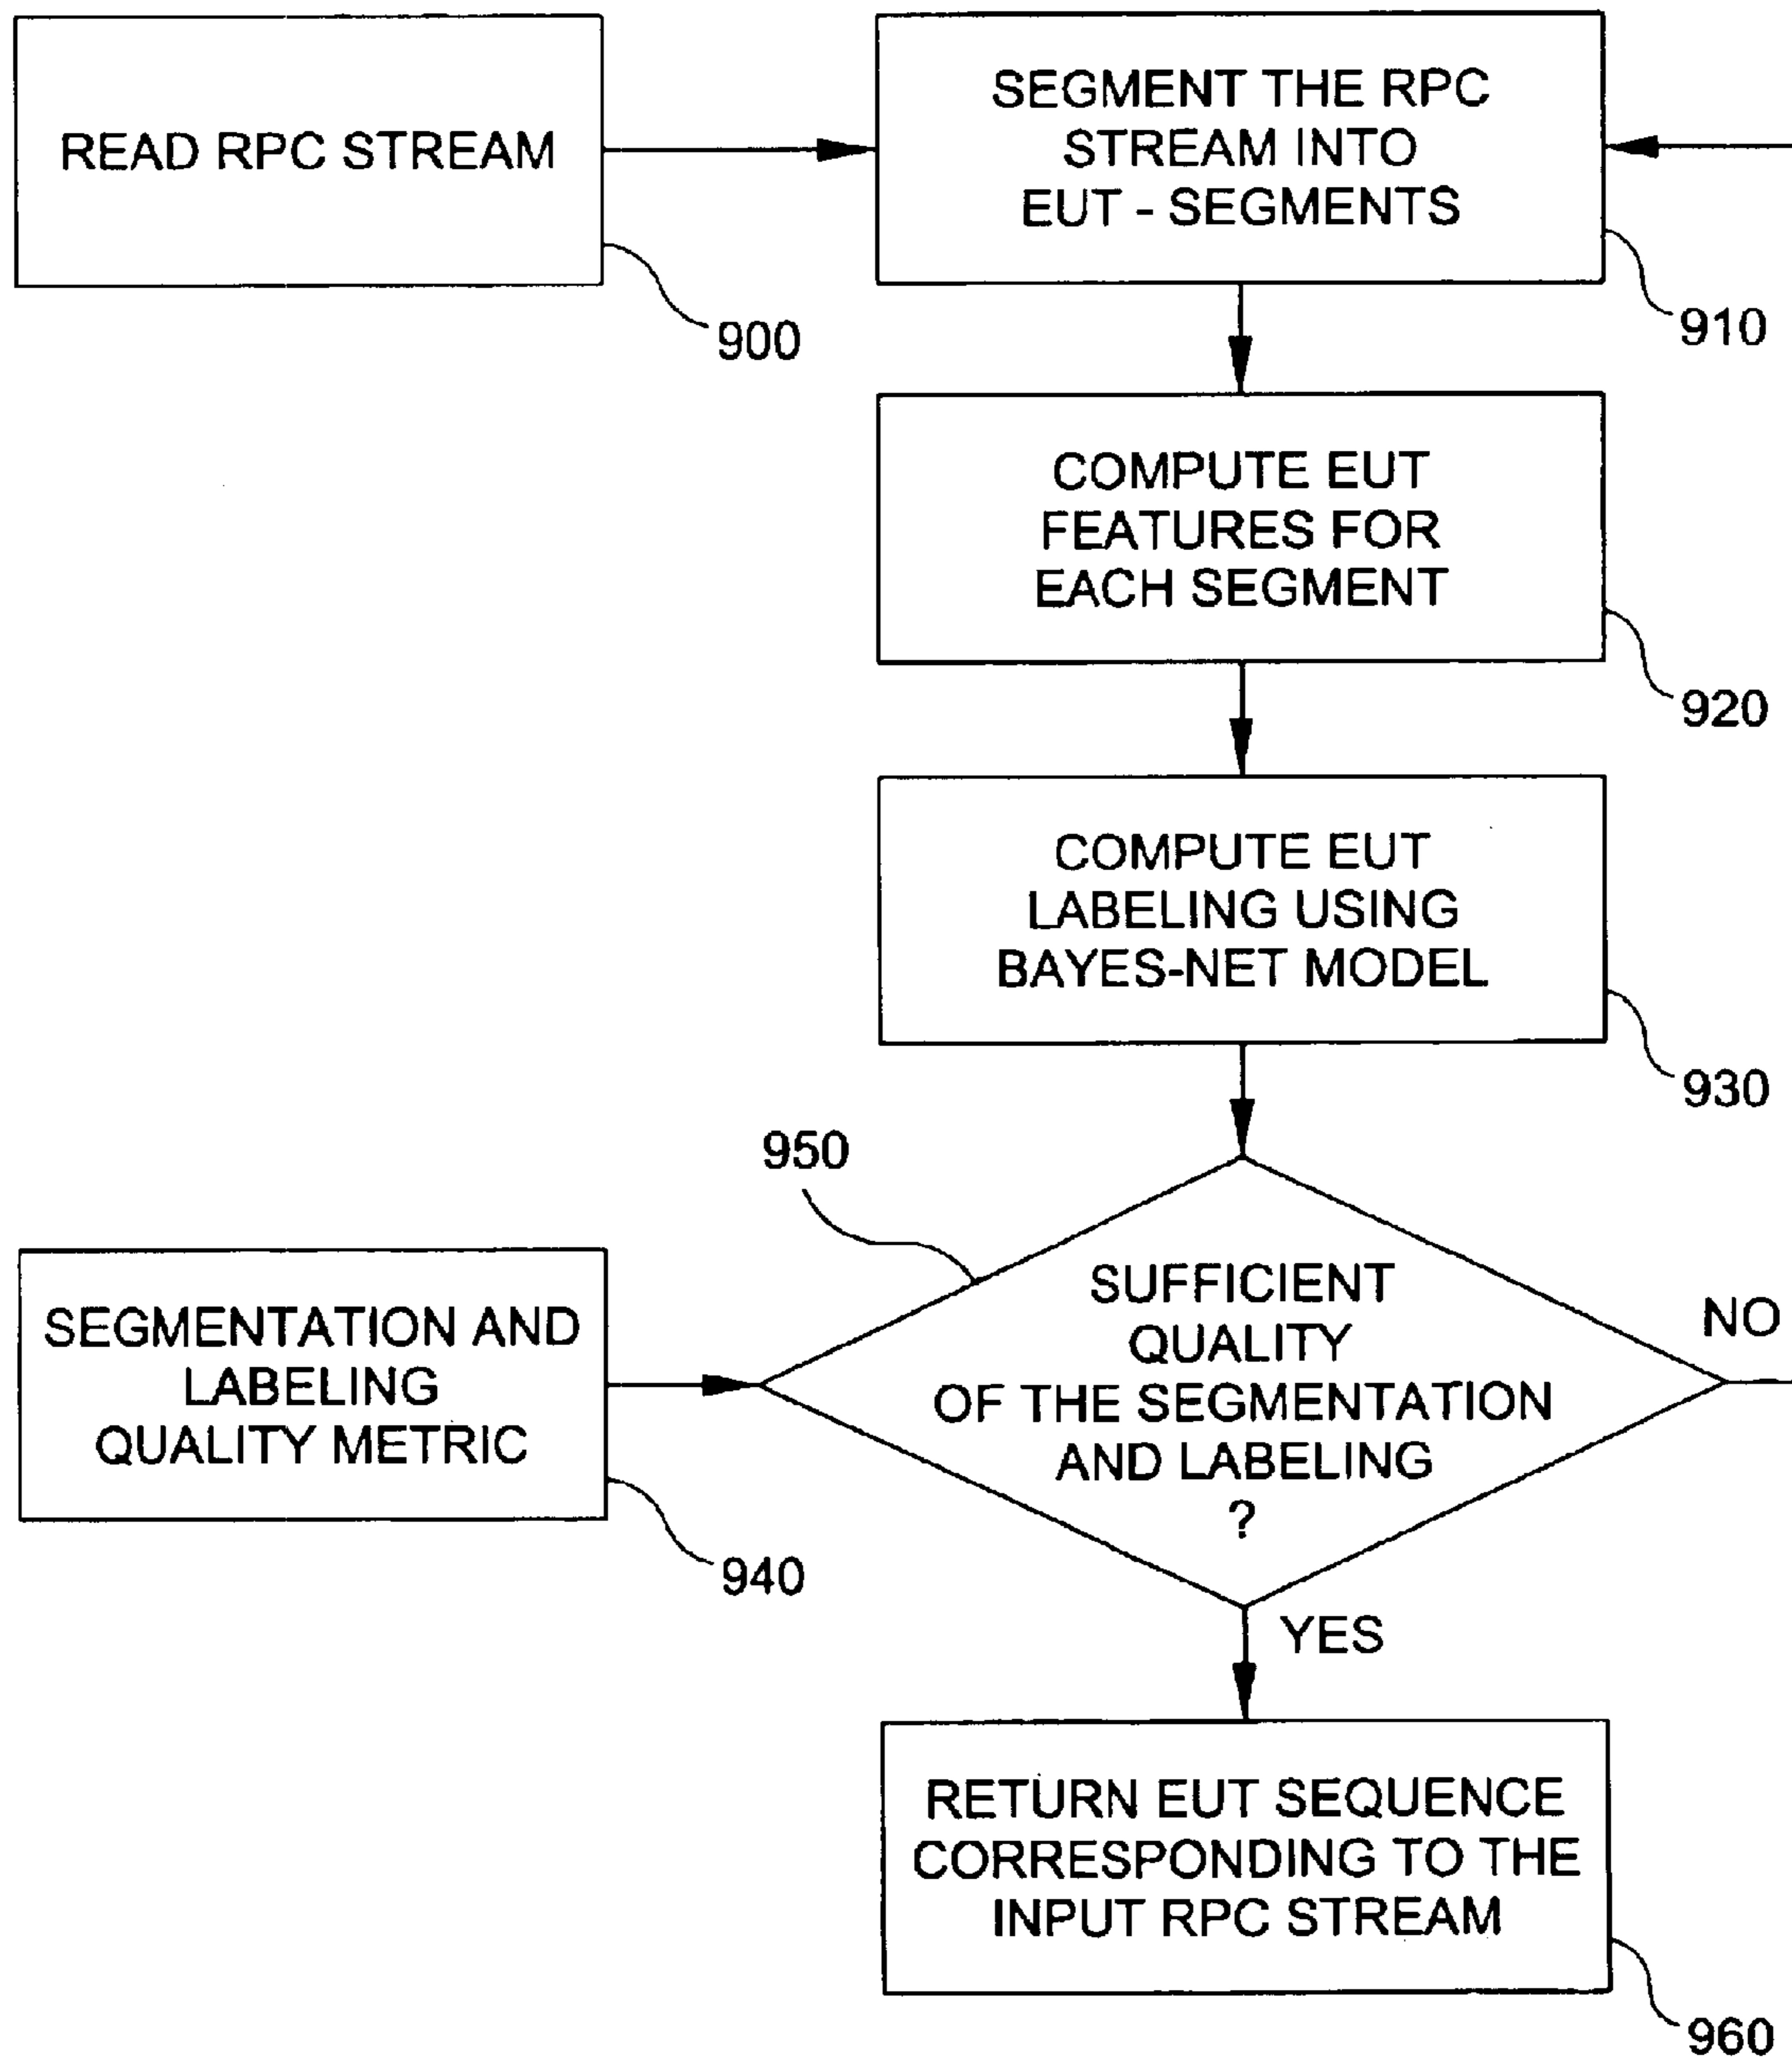 READ RPC STREAM
900
SEGMENT THE RPC
STREAM INTO
EUT - SEGMENTS
910
COMPUTE EUT
FEATURES FOR
EACH SEGMENT
920
COMPUTE EUT
LABELING USING
BAYES-NET MODEL
930
950
SEGMENTATION AND
LABELING
QUALITY METRIC
940
SUFFICIENT
QUALITY
OF THE SEGMENTATION
AND LABELING
?
NO
YES
RETURN EUT SEQUENCE
CORRESPONDING TO THE
INPUT RPC STREAM
960